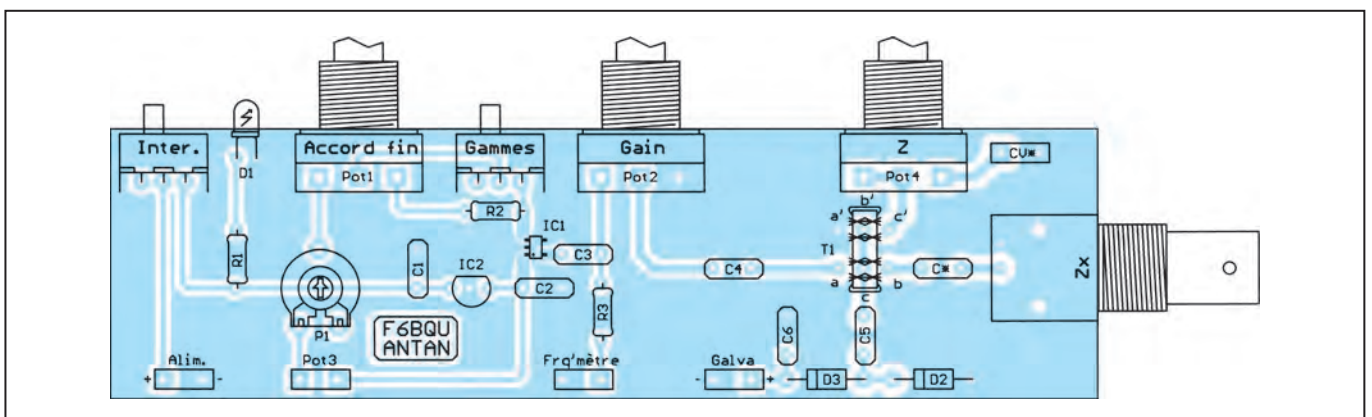 Inter.
D1
Accord fin
Pot1
Gammes
Gain
Pot2
Z
Pot4
CV*
R2
IC1
b'
a'
c'
R1
C1
IC2
C3
C2
T1
C4
C*
Zx
a
b
c
P1
F6BQU
ANTAN
R3
C6
C5
Alim.
+
-
Pot3
Frq'mètre
Galva
-
+
D3
D2